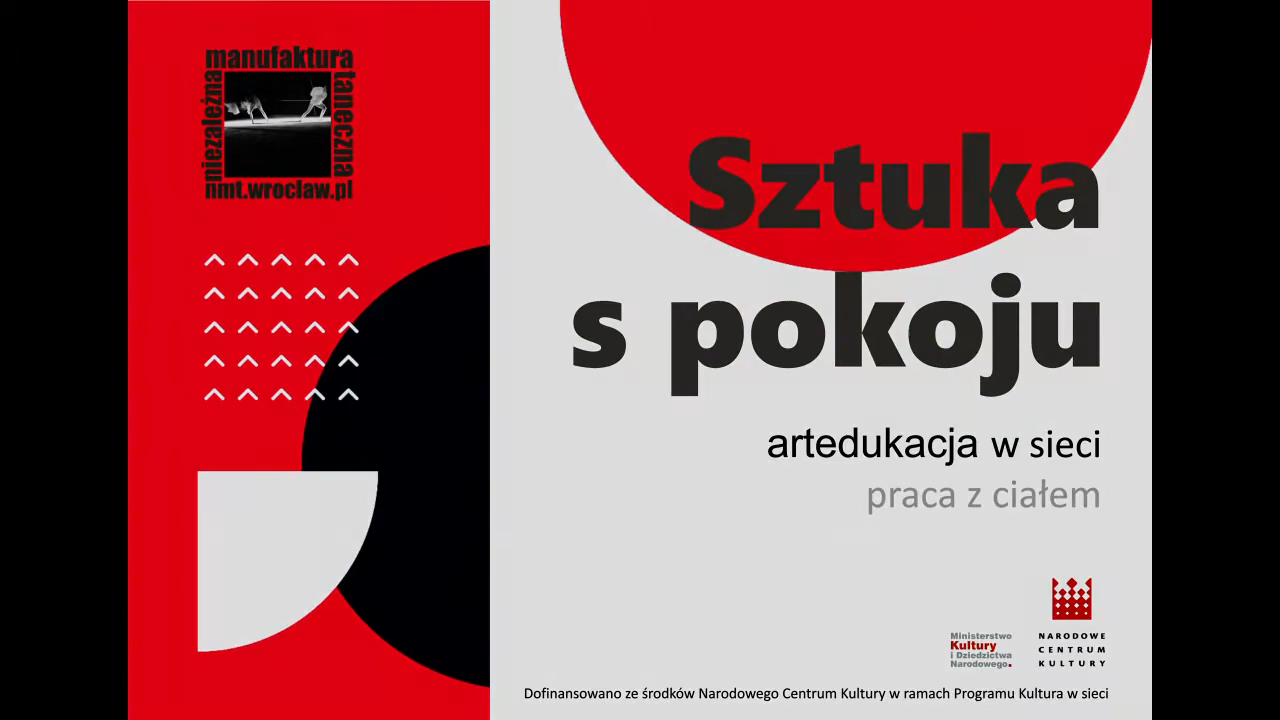 manufaktura
niezależna
taneczna
nmt.wroclaw.pl
Sztuka
s pokoju
artedukacja w sieci
praca z ciałem
Ministerstwo
Kultury
i Dziedzictwa
Narodowego.
NARODOWE
CENTRUM
KULTURY
Dofinansowano ze środków Narodowego Centrum Kultury w ramach Programu Kultura w sieci